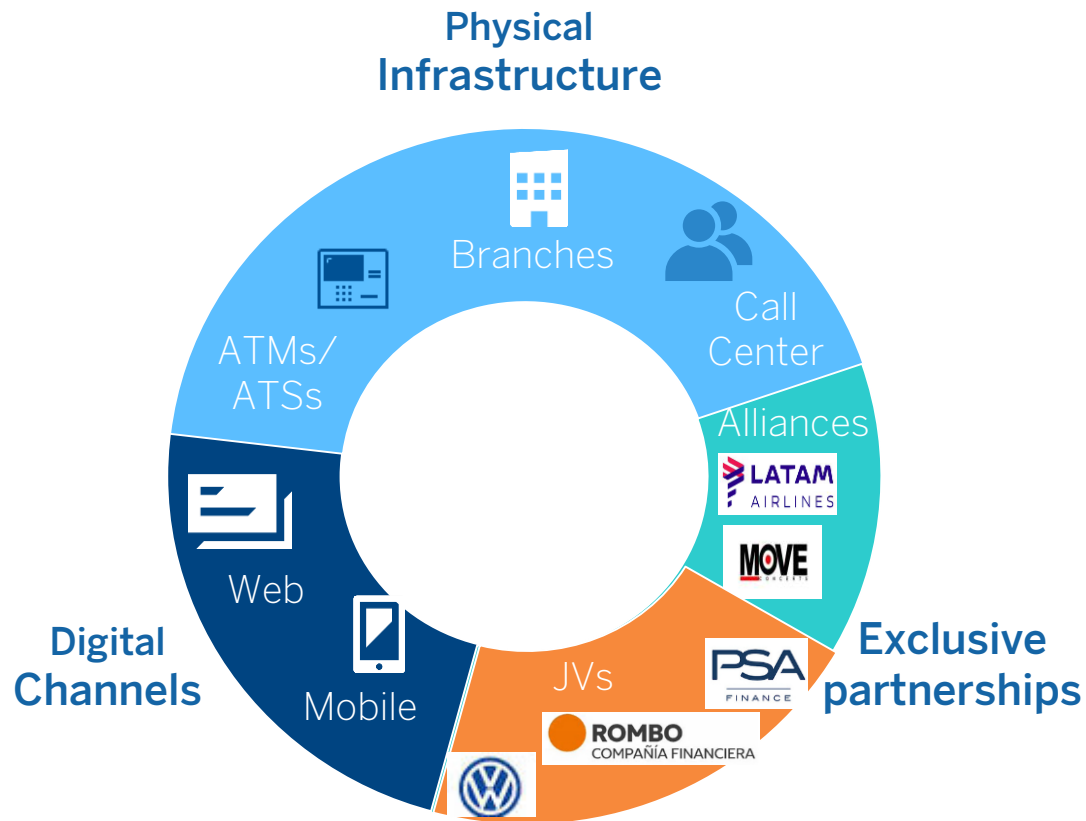 Physical
Infrastructure
Branches
Call
Center
ATMs/
ATSs
Alliances
LATAM
AIRLINES
MOVE
CONCERTS
Web
Mobile
Digital
Channels
JVs
PSA
FINANCE
ROMBO
COMPAÑÍA FINANCIERA
VW
Exclusive
partnerships